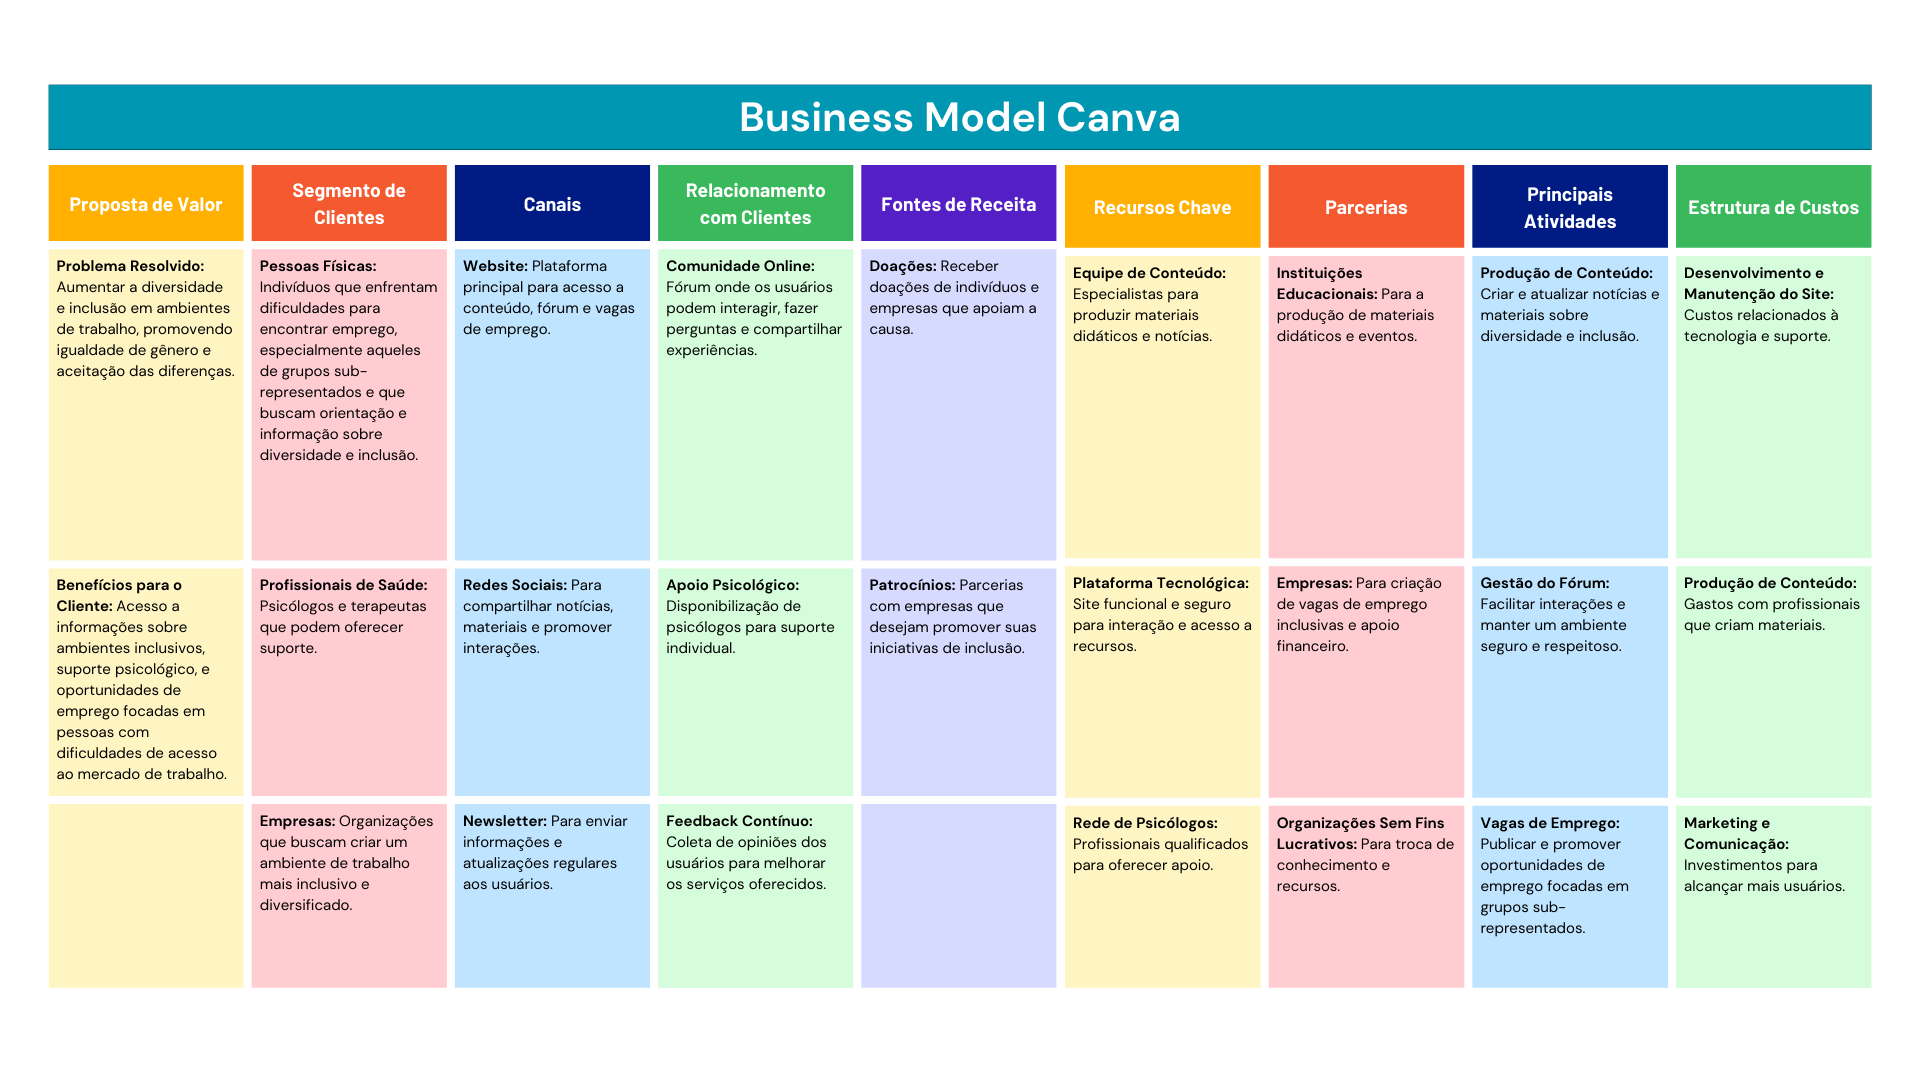 Business Model Canva
Proposta de Valor
Problema Resolvido:
Aumentar a diversidade
e inclusão em ambientes
de trabalho, promovendo
igualdade de gênero e
aceitação das diferenças.
Benefícios para o
Cliente: Acesso a
informações sobre
ambientes inclusivos,
suporte psicológico, e
oportunidades de
emprego focadas em
pessoas com
dificuldades de acesso
ao mercado de trabalho.
Segmento de
Clientes
Pessoas Físicas:
Indivíduos que enfrentam
dificuldades para
encontrar emprego,
especialmente aqueles
de grupos sub-
representados e que
buscam orientação e
informação sobre
diversidade e inclusão.
Profissionais de Saúde:
Psicólogos e terapeutas
que podem oferecer
suporte.
Empresas: Organizações
que buscam criar um
ambiente de trabalho
mais inclusivo e
diversificado.
Canais
Website: Plataforma
principal para acesso a
conteúdo, fórum e vagas
de emprego.
Redes Sociais: Para
compartilhar notícias,
materiais e promover
interações.
Newsletter: Para enviar
informações e
atualizações regulares
aos usuários.
Relacionamento
com Clientes
Comunidade Online:
Fórum onde os usuários
podem interagir, fazer
perguntas e compartilhar
experiências.
Apoio Psicológico:
Disponibilização de
psicólogos para suporte
individual.
Feedback Contínuo:
Coleta de opiniões dos
usuários para melhorar
os serviços oferecidos.
Fontes de Receita
Doações: Receber
doações de indivíduos e
empresas que apoiam a
causa.
Patrocínios: Parcerias
com empresas que
desejam promover suas
iniciativas de inclusão.
Recursos Chave
Equipe de Conteúdo:
Especialistas para
produzir materiais
didáticos e notícias.
Plataforma Tecnológica:
Site funcional e seguro
para interação e acesso a
recursos.
Rede de Psicólogos:
Profissionais qualificados
para oferecer apoio.
Parcerias
Instituições
Educacionais: Para a
produção de materiais
didáticos e eventos.
Empresas: Para criação
de vagas de emprego
inclusivas e apoio
financeiro.
Organizações Sem Fins
Lucrativos: Para troca de
conhecimento e
recursos.
Principais
Atividades
Produção de Conteúdo:
Criar e atualizar notícias e
materiais sobre
diversidade e inclusão.
Gestão do Fórum:
Facilitar interações e
manter um ambiente
seguro e respeitoso.
Vagas de Emprego:
Publicar e promover
oportunidades de
emprego focadas em
grupos sub-
representados.
Estrutura de Custos
Desenvolvimento e
Manutenção do Site:
Custos relacionados à
tecnologia e suporte.
Produção de Conteúdo:
Gastos com profissionais
que criam materiais.
Marketing e
Comunicação:
Investimentos para
alcançar mais usuários.